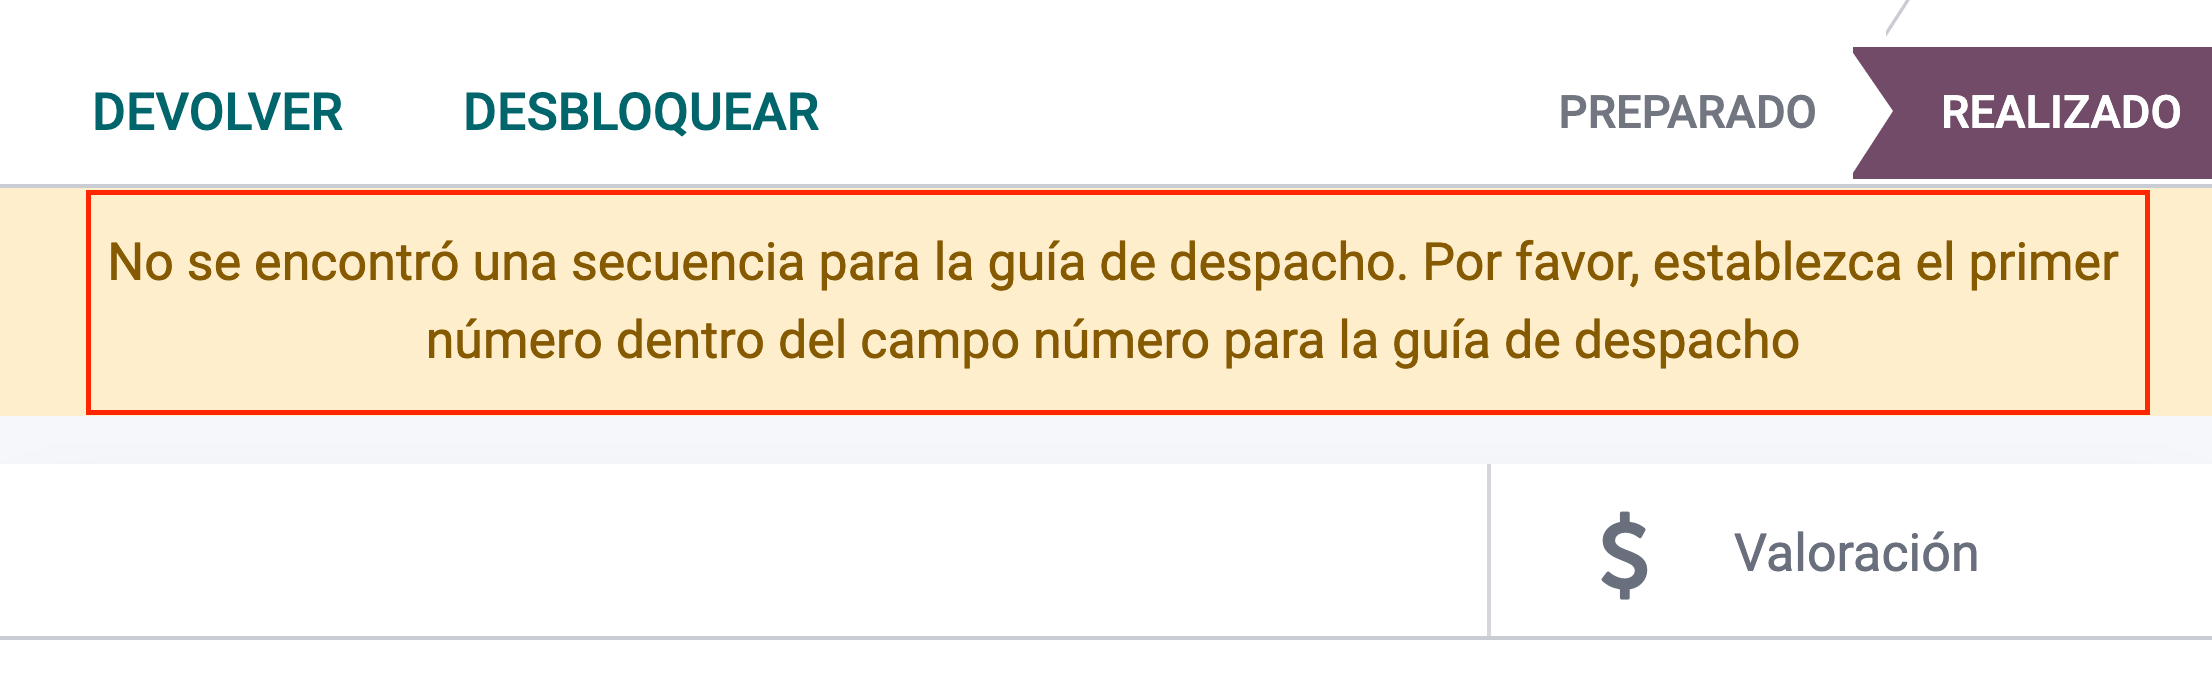 DEVOLVER DESBLOQUEAR PREPARADO REALIZADO
No se encontró una secuencia para la guía de despacho. Por favor, establezca el primer
número dentro del campo número para la guía de despacho
$ Valoración